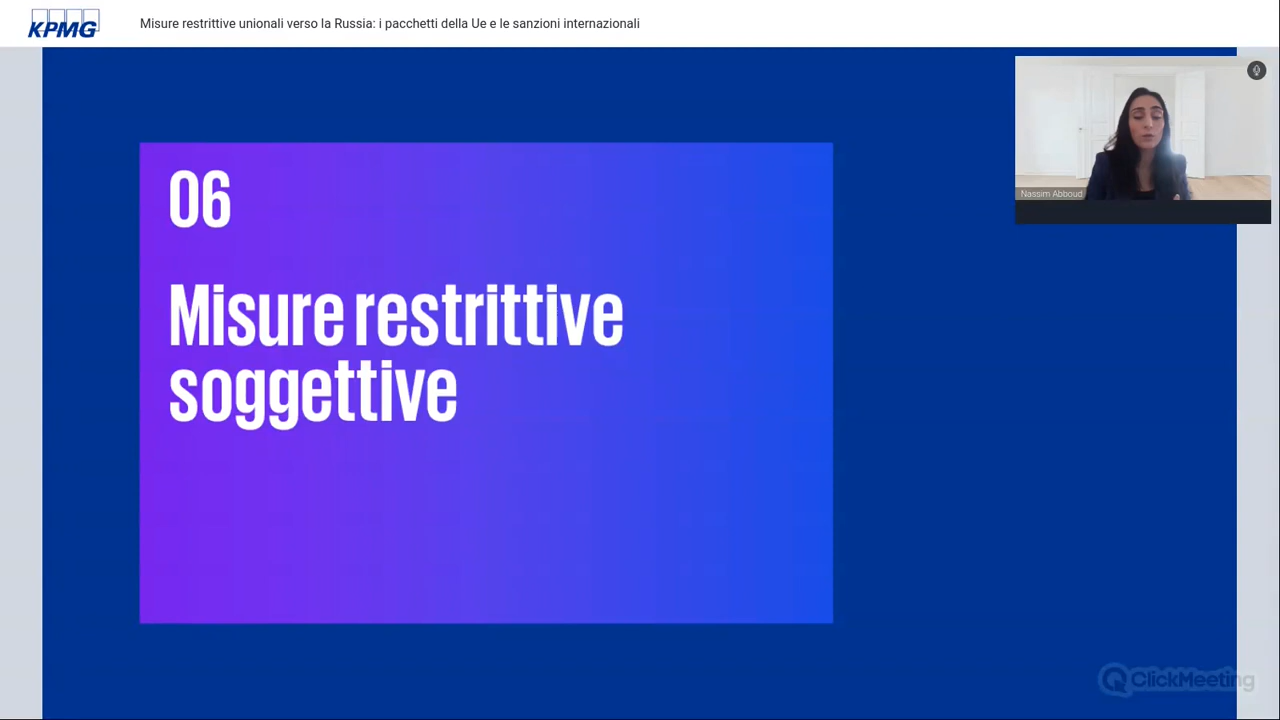 KPMG
Misure restrittive unionali verso la Russia: i pacchetti della Ue e le sanzioni internazionali
06
Misure restrittive
soggettive
Nassim Abboud
ClickMeeting